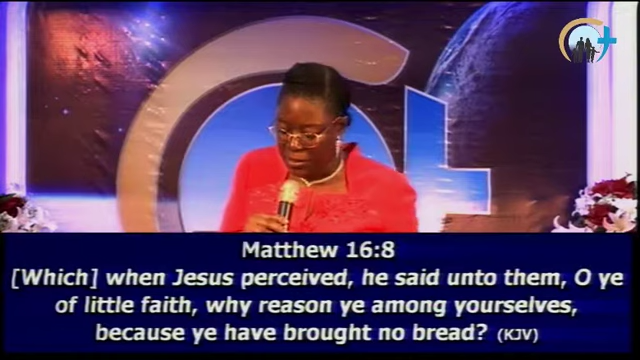 Matthew 16:8
[Which] when Jesus perceived, he said unto them, O ye
of little faith, why reason ye among yourselves,
because ye have brought no bread? (KJV)